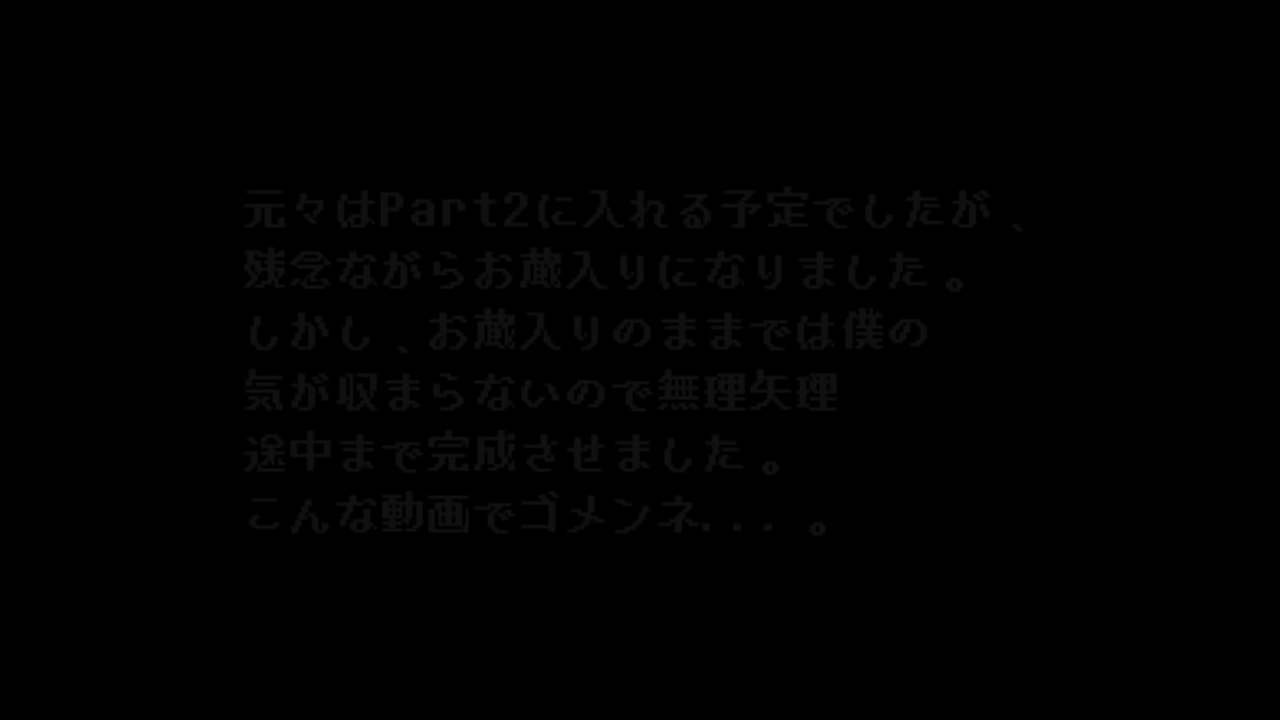 元々はPart2に入れる予定でしたが、
残念ながらお蔵入りになりました。
しかし、お蔵入りのままでは僕の
気が収まらないので無理矢理
途中まで完成させました。
こんな動画でゴメンネ...。